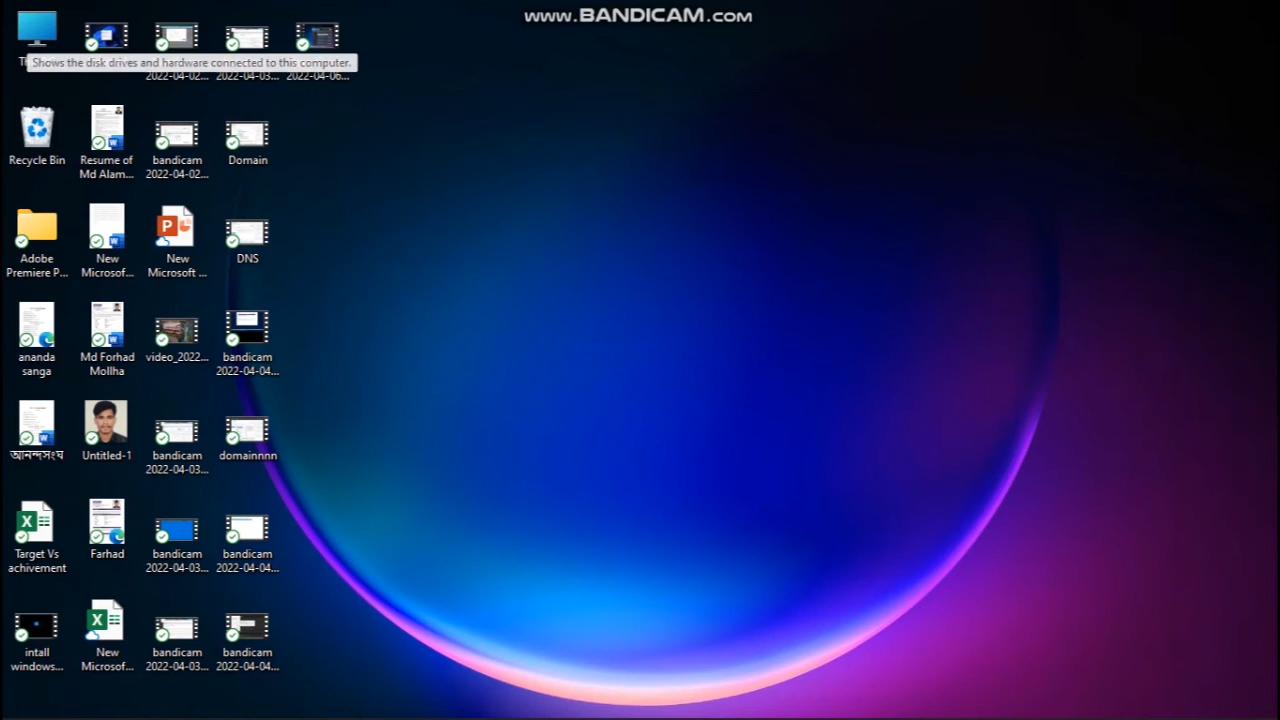 www.BANDICAM.com
Shows the disk drives and hardware connected to this computer.
2022-04-02...
2022-04-03...
2022-04-06...
Recycle Bin
Resume of
Md Alam...
bandicam
2022-04-02...
Domain
Adobe
Premiere P...
New
Microsof...
New
Microsoft ...
DNS
ananda
sanga
Md Forhad
Mollha
video_2022...
bandicam
2022-04-04...
আনন্দসংঘ
Untitled-1
bandicam
2022-04-03...
domainnnn
Target Vs
achivement
Farhad
bandicam
2022-04-03...
bandicam
2022-04-04...
intall
windows...
New
Microsof...
bandicam
2022-04-03...
bandicam
2022-04-04...